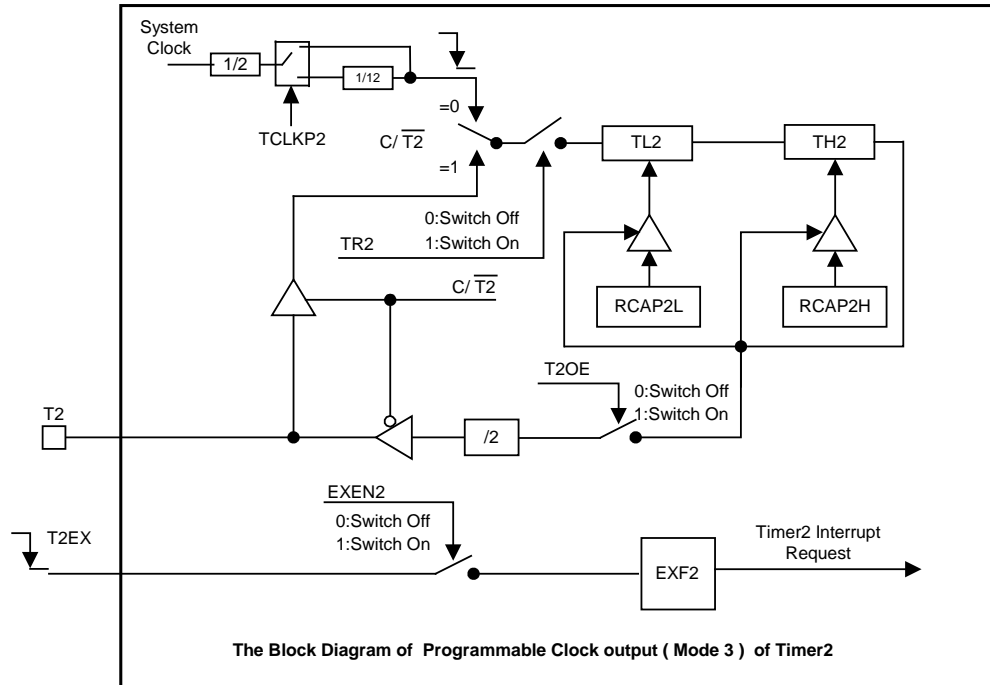 System
Clock
1/2
1/12
TCLKP2
=0
C/ T2
=1
TL2
TH2
0:Switch Off
1:Switch On
TR2
C/ T2
RCAP2L
RCAP2H
T2OE
0:Switch Off
1:Switch On
T2
/2
EXEN2
0:Switch Off
1:Switch On
T2EX
EXF2
Timer2 Interrupt
Request
The Block Diagram of Programmable Clock output ( Mode 3 ) of Timer2